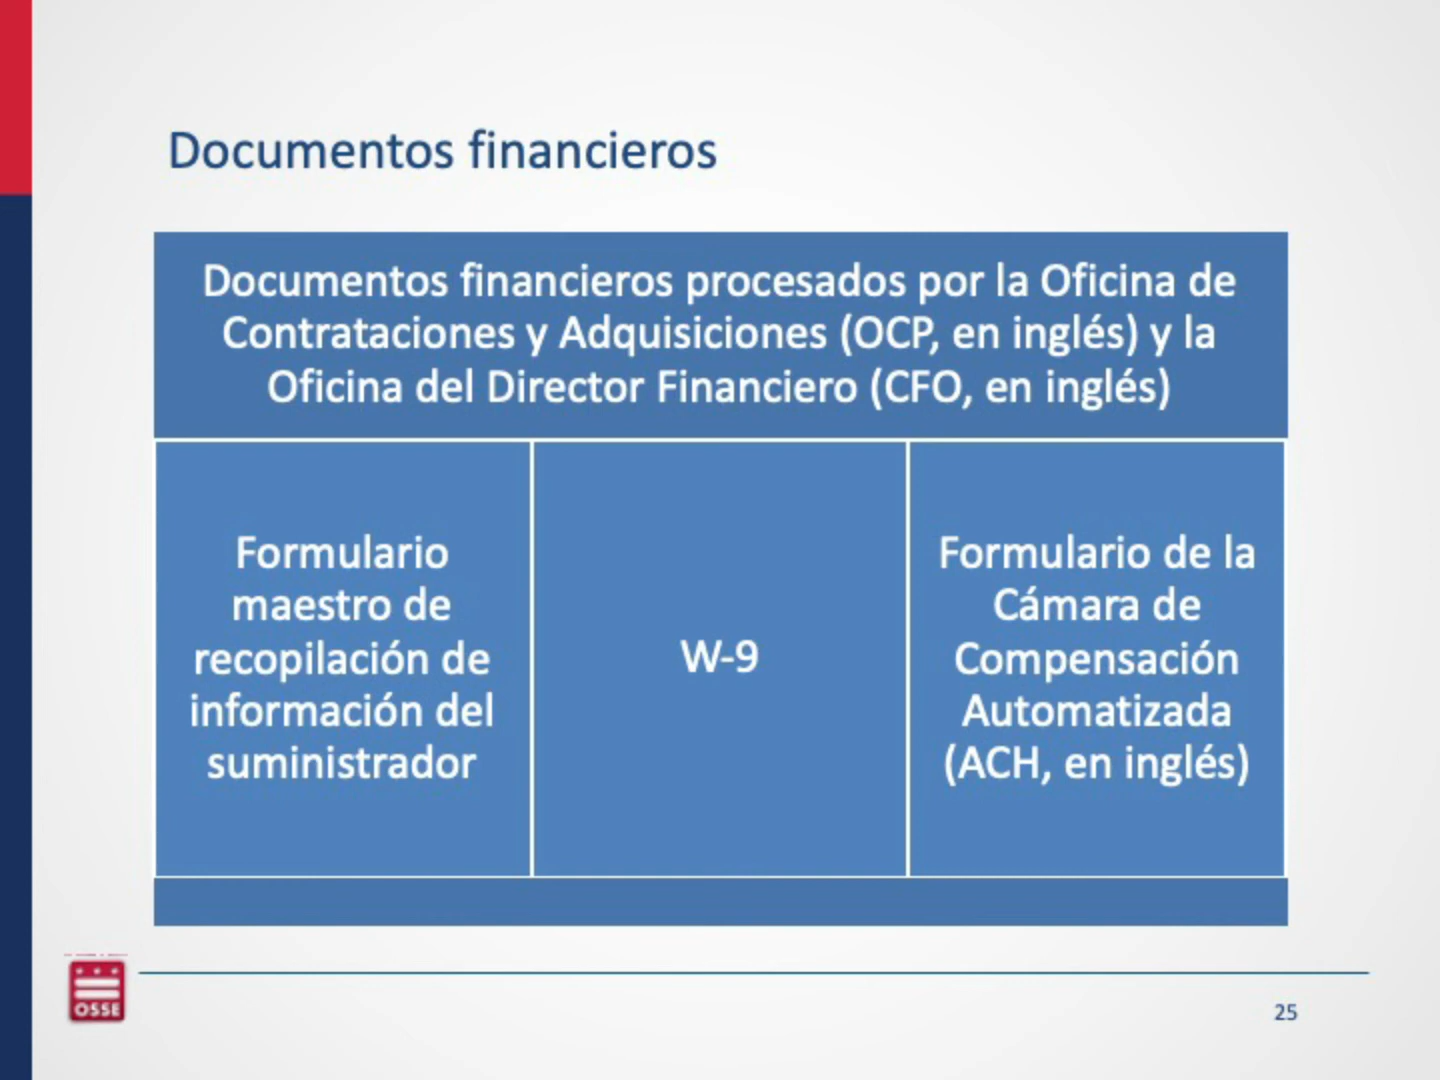 Documentos financieros
Documentos financieros procesados por la Oficina de
Contrataciones y Adquisiciones (OCP, en inglés) y la
Oficina del Director Financiero (CFO, en inglés)
Formulario
maestro de
recopilación de
información del
suministrador
W-9
Formulario de la
Cámara de
Compensación
Automatizada
(ACH, en inglés)
OSSE
25